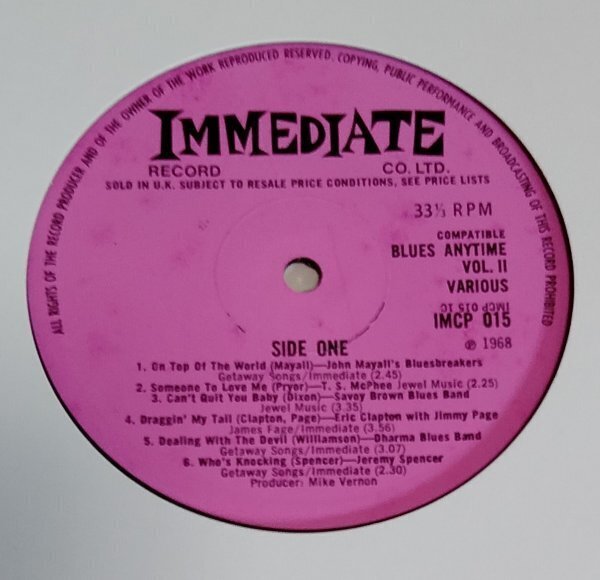 ALL RIGHTS OF THE RECORD PRODUCER AND OF THE OWNER OF THE WORK REPRODUCED RESERVED. COPYING, PUBLIC PERFORMANCE AND BROADCASTING OF THIS RECORD PROHIBITED
IMMEDIATE
RECORD CO. LTD.
SOLD IN U.K. SUBJECT TO RESALE PRICE CONDITIONS, SEE PRICE LISTS
33⅓ RPM
COMPATIBLE
BLUES ANYTIME
VOL. II
VARIOUS
IMCP 015 1C
IMCP 015
℗ 1968
SIDE ONE
1. On Top Of The World (Mayall)—John Mayall's Bluesbreakers
Getaway Songs/Immediate (2.45)
2. Someone To Love Me (Pryor)—T. S. McPhee Jewel Music (2.25)
3. Can't Quit You Baby (Dixon)—Savoy Brown Blues Band
Jewel Music (3.35)
4. Draggin' My Tail (Clapton, Page)—Eric Clapton with Jimmy Page
James Fage/Immediate (3.56)
5. Dealing With The Devil (Williamson)—Dharma Blues Band
Getaway Songs/Immediate (3.07)
6. Who's Knocking (Spencer)—Jeremy Spencer
Getaway Songs/Immediate (2.30)
Producer: Mike Vernon